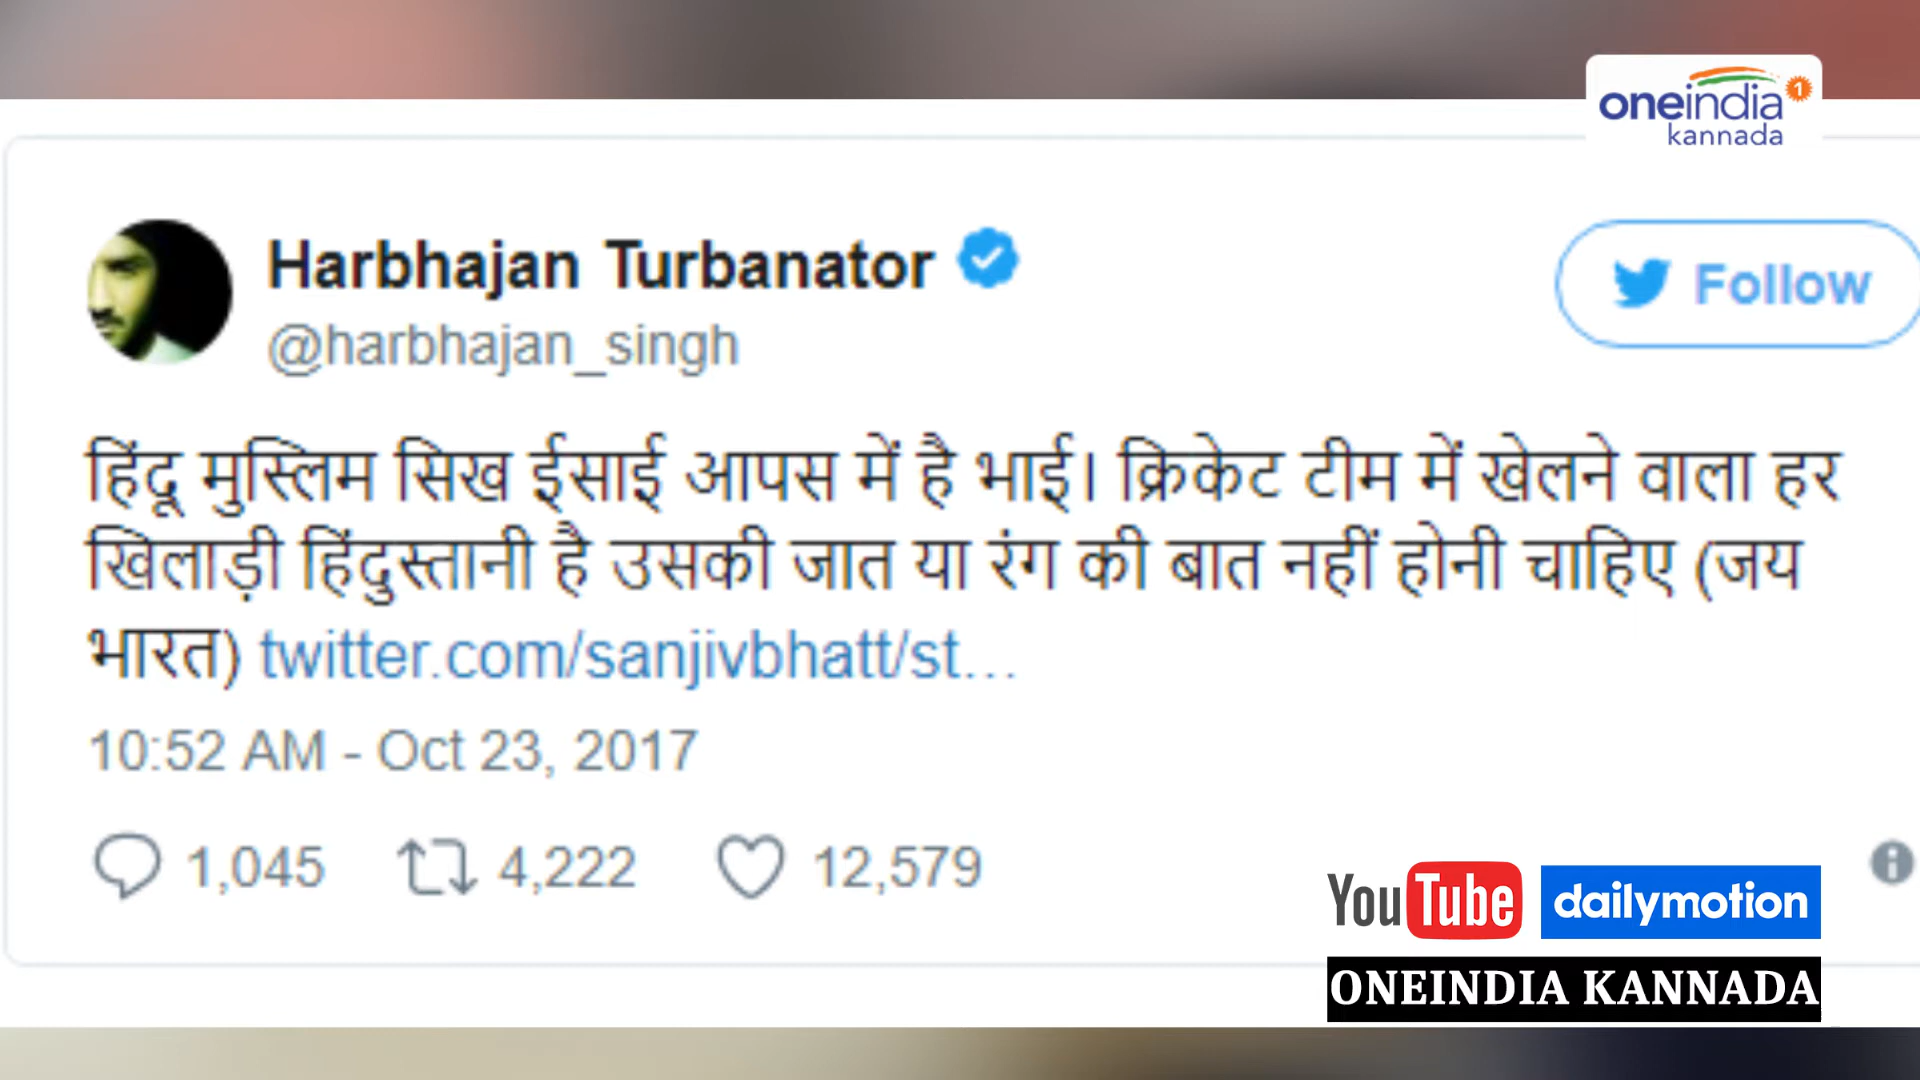 oneindia 1
kannada
Harbhajan Turbanator
@harbhajan_singh
Follow
हिंदू मुस्लिम सिख ईसाई आपस में है भाई। क्रिकेट टीम में खेलने वाला हर
खिलाड़ी हिंदुस्तानी है उसकी जात या रंग की बात नहीं होनी चाहिए (जय
भारत) twitter.com/sanjivbhatt/st...
10:52 AM - Oct 23, 2017
1,045 4,222 12,579
YouTube dailymotion
ONEINDIA KANNADA